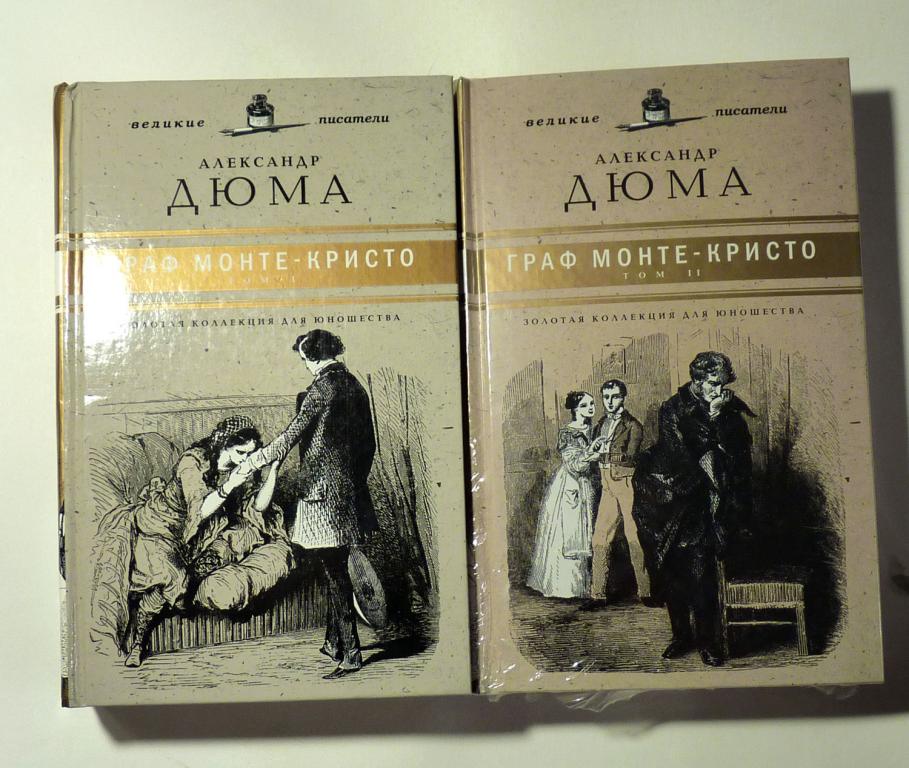 великие писатели
АЛЕКСАНДР
ДЮМА
ГРАФ МОНТЕ-КРИСТО
ТОМ I
ЗОЛОТАЯ КОЛЛЕКЦИЯ ДЛЯ ЮНОШЕСТВА
великие писатели
АЛЕКСАНДР
ДЮМА
ГРАФ МОНТЕ-КРИСТО
ТОМ II
ЗОЛОТАЯ КОЛЛЕКЦИЯ ДЛЯ ЮНОШЕСТВА